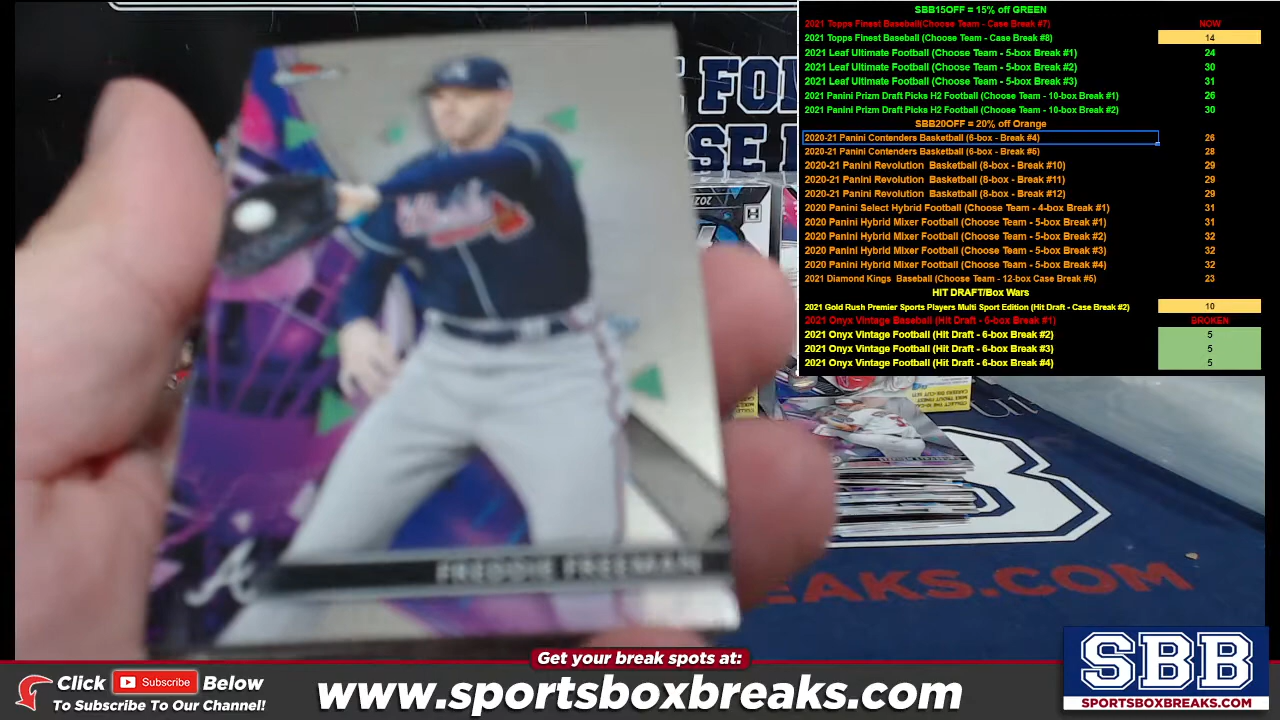 SBB15OFF = 15% off GREEN
2021 Topps Finest Baseball(Choose Team - Case Break #7) NOW
2021 Topps Finest Baseball (Choose Team - Case Break #8) 14
2021 Leaf Ultimate Football (Choose Team - 5-box Break #1) 24
2021 Leaf Ultimate Football (Choose Team - 5-box Break #2) 30
2021 Leaf Ultimate Football (Choose Team - 5-box Break #3) 31
2021 Panini Prizm Draft Picks H2 Football (Choose Team - 10-box Break #1) 26
2021 Panini Prizm Draft Picks H2 Football (Choose Team - 10-box Break #2) 30
SBB20OFF = 20% off Orange
2020-21 Panini Contenders Basketball (6-box - Break #4) 26
2020-21 Panini Contenders Basketball (6-box - Break #5) 28
2020-21 Panini Revolution Basketball (8-box - Break #10) 29
2020-21 Panini Revolution Basketball (8-box - Break #11) 29
2020-21 Panini Revolution Basketball (8-box - Break #12) 29
2020 Panini Select Hybrid Football (Choose Team - 4-box Break #1) 31
2020 Panini Hybrid Mixer Football (Choose Team - 5-box Break #1) 31
2020 Panini Hybrid Mixer Football (Choose Team - 5-box Break #2) 32
2020 Panini Hybrid Mixer Football (Choose Team - 5-box Break #3) 32
2020 Panini Hybrid Mixer Football (Choose Team - 5-box Break #4) 32
2021 Diamond Kings Baseball (Choose Team - 12-box Case Break #6) 23
HIT DRAFT/Box Wars
2021 Gold Rush Premier Sports Players Multi Sport Edition (Hit Draft - Case Break #2) 10
2021 Onyx Vintage Baseball (Hit Draft - 6-box Break #1) BROKEN
2021 Onyx Vintage Football (Hit Draft - 6-box Break #2) 5
2021 Onyx Vintage Football (Hit Draft - 6-box Break #3) 5
2021 Onyx Vintage Football (Hit Draft - 6-box Break #4) 5
FREDDIE FREEMAN
EAKS.COM
Get your break spots at:
Click Subscribe Below
To Subscribe To Our Channel!
www.sportsboxbreaks.com
SBB
SPORTSBOXBREAKS.COM